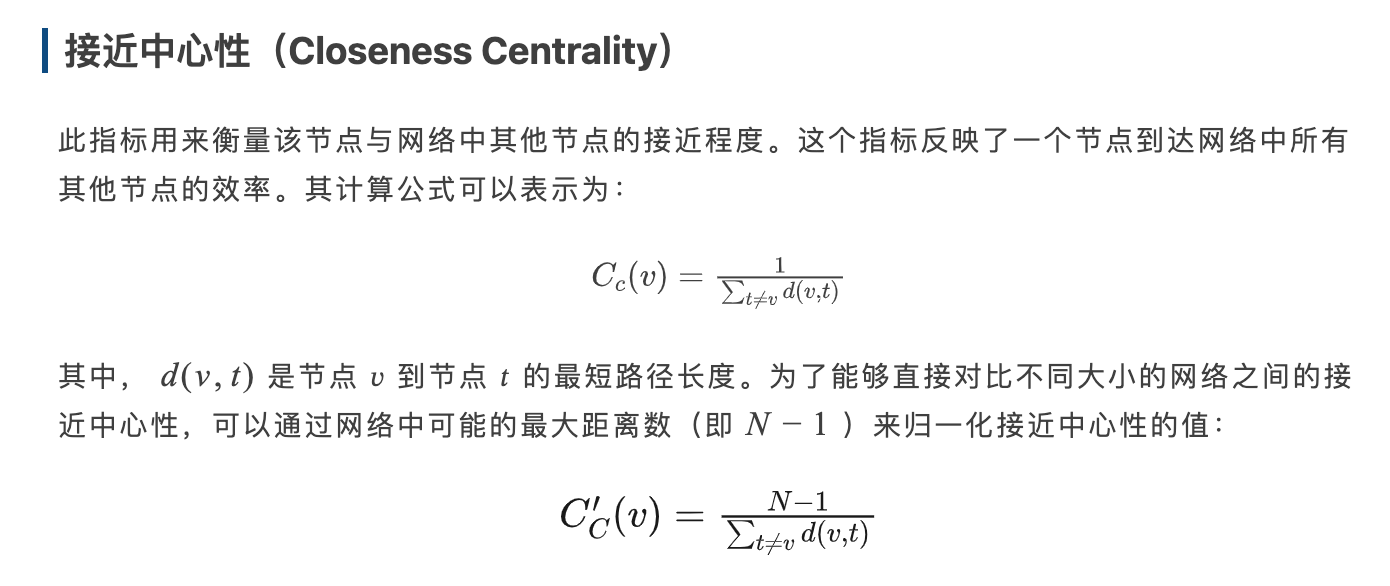 接近中心性（Closeness Centrality）
此指标用来衡量该节点与网络中其他节点的接近程度。这个指标反映了一个节点到达网络中所有
其他节点的效率。其计算公式可以表示为：
C_c(v) = \frac{1}{\sum_{t≠v} d(v,t)}
其中， d(v, t) 是节点 v 到节点 t 的最短路径长度。为了能够直接对比不同大小的网络之间的接
近中心性，可以通过网络中可能的最大距离数（即 N − 1 ）来归一化接近中心性的值：
C'_C(v) = \frac{N−1}{\sum_{t≠v} d(v,t)}